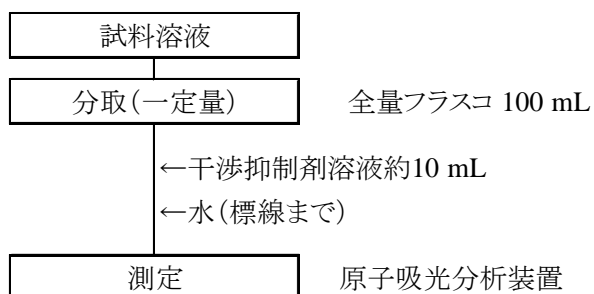 試料溶液
分取(一定量) 全量フラスコ 100 mL
←干渉抑制剤溶液約10 mL
←水(標線まで)
測定 原子吸光分析装置